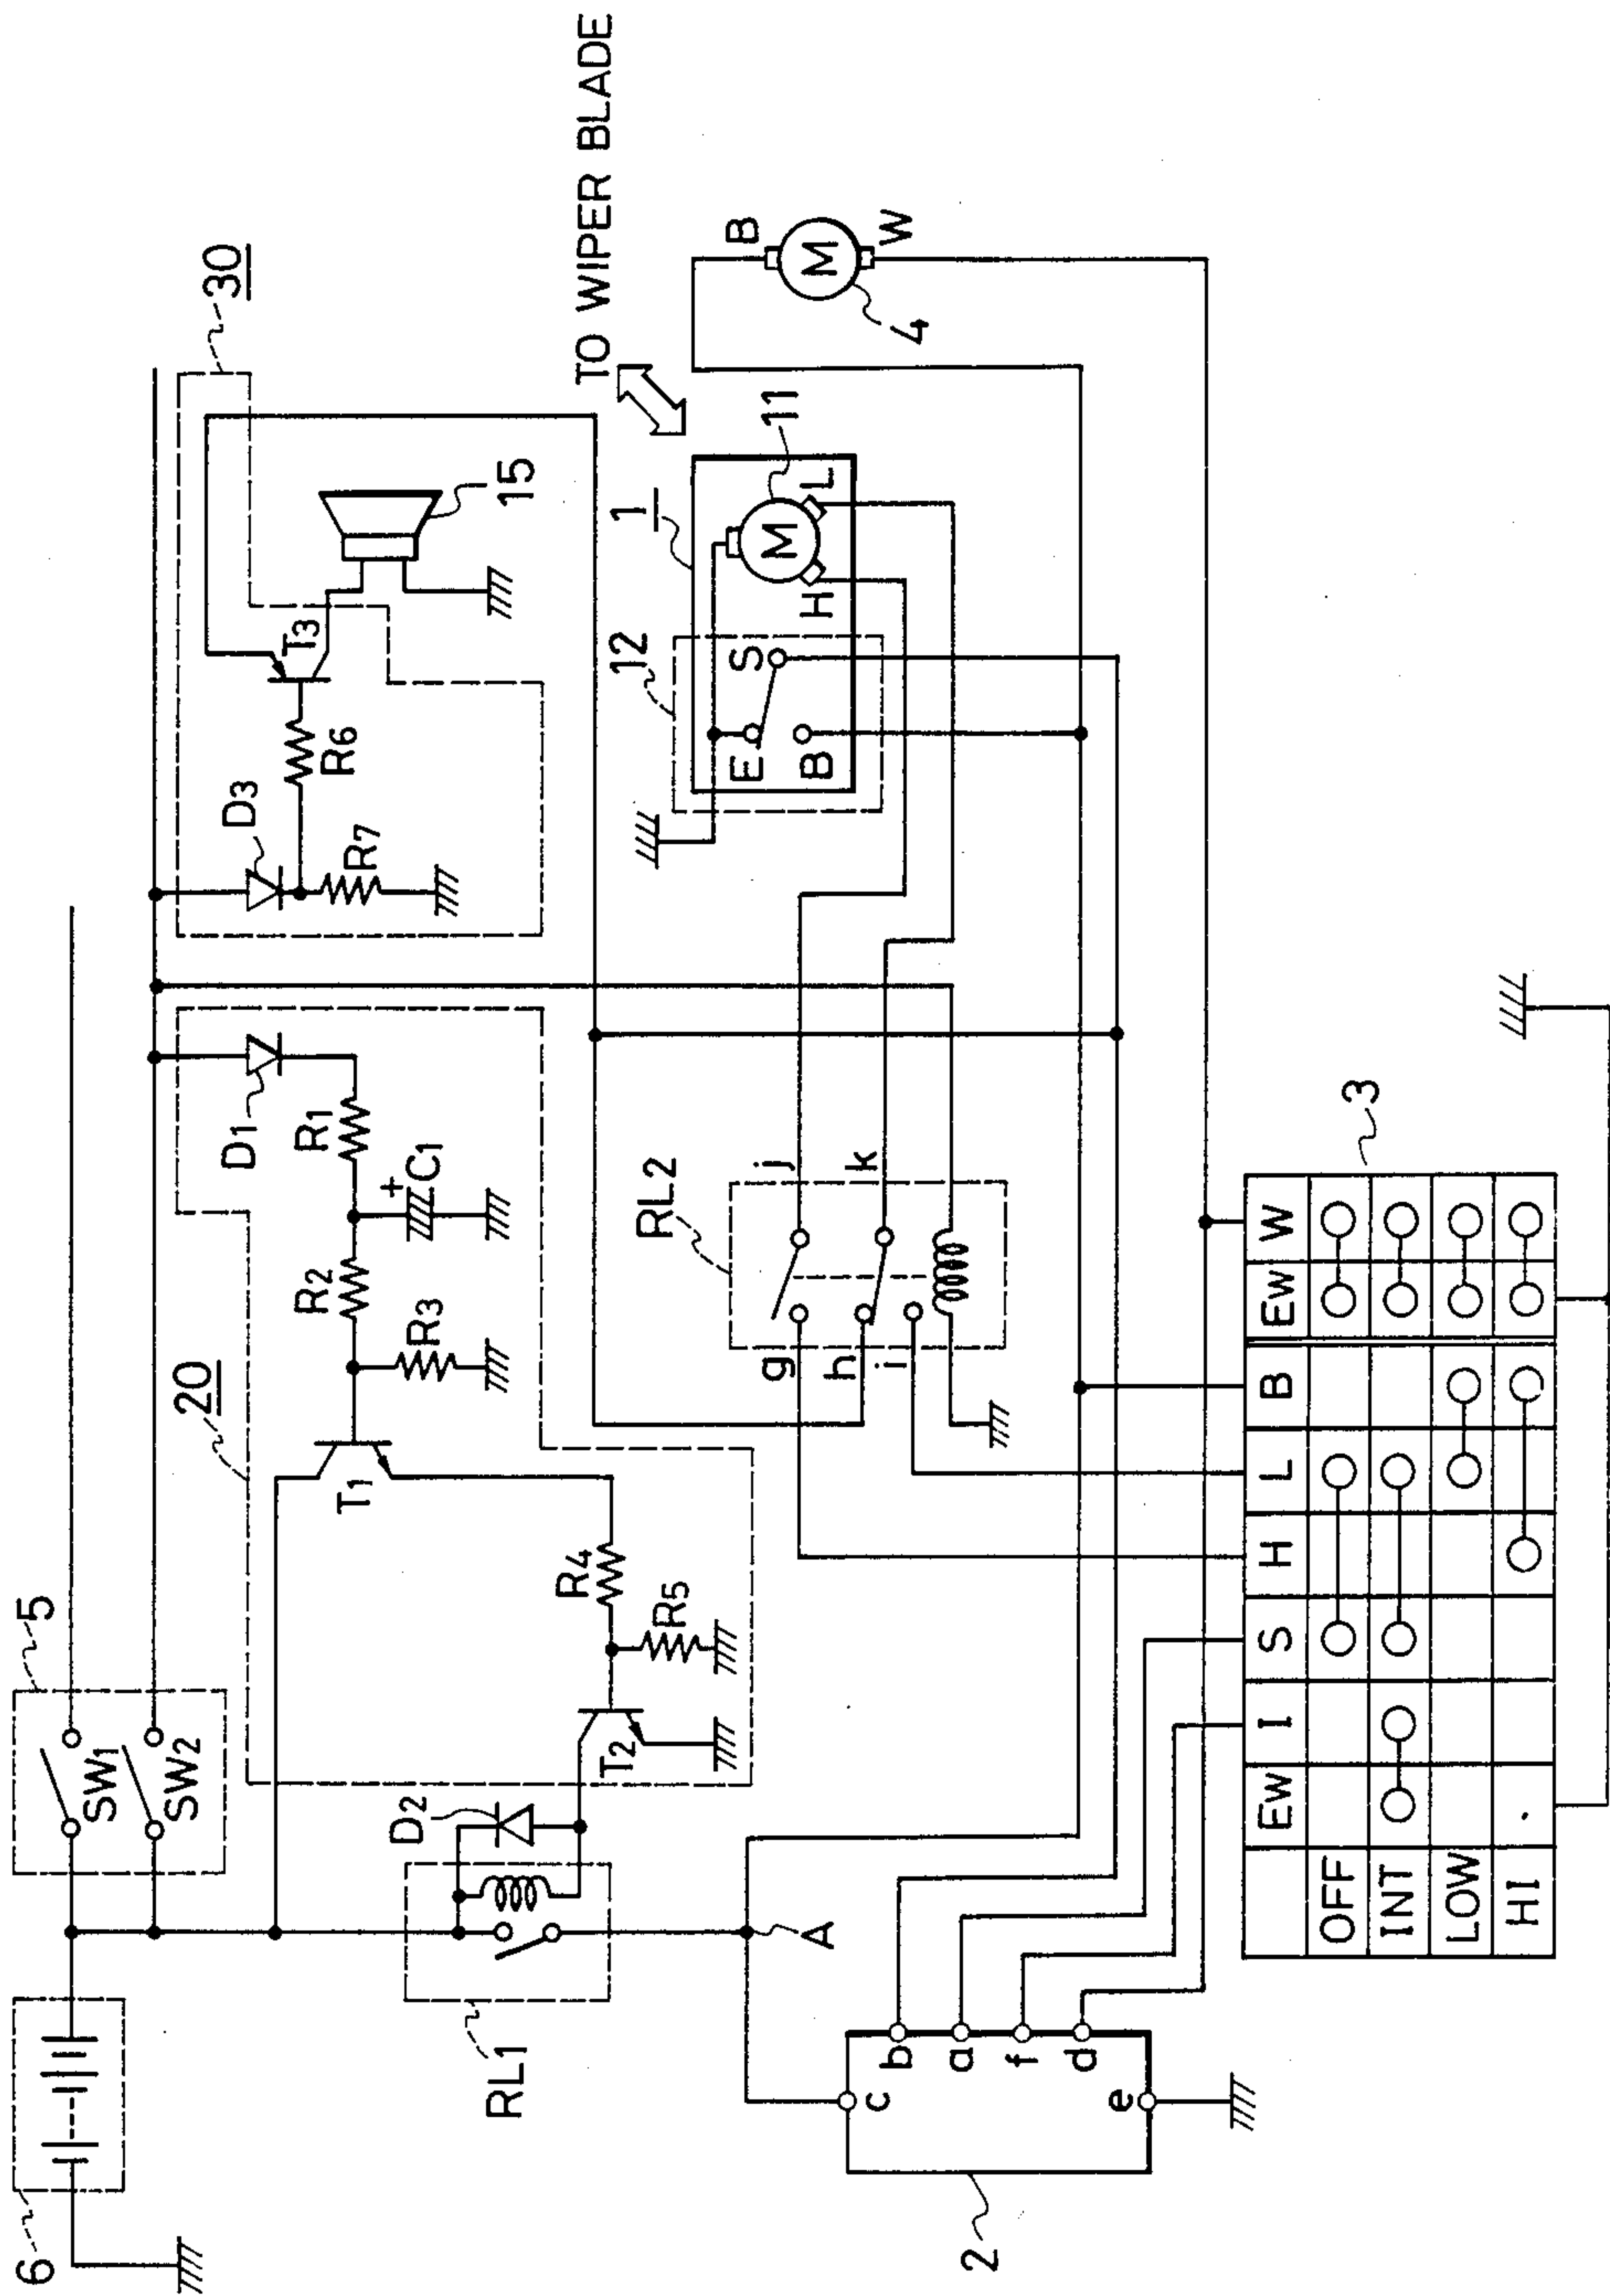 6
5
SW1
SW2
20
D1
R1
C1
+
R2
R3
T1
R4
R5
T2
D2
RL1
A
30
D3
R6
R7
T3
15
TO WIPER BLADE
1
11
M
H
L
12
E
S
B
B
M
W
4
RL2
g
h
i
j
k
2
c
b
a
f
d
e
3
Ew I S H L B Ew W
OFF
INT
LOW
HI